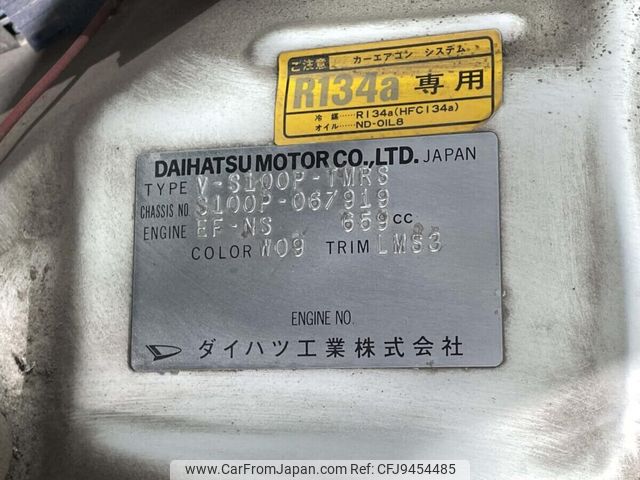 ご注意 カーエアコン システム
R134a 専用
冷 媒……R134a(HFC134a)
オイル……ND-OIL8
DAIHATSU MOTOR CO.,LTD. JAPAN
TYPE V-S100P-TMRS
CHASSIS NO S100P-067919
ENGINE EF-NS 659 CC
COLOR W09 TRIM LMS3
ENGINE NO.
ダイハツ工業株式会社
www.CarFromJapan.com | Photo ID: CFJ9454485